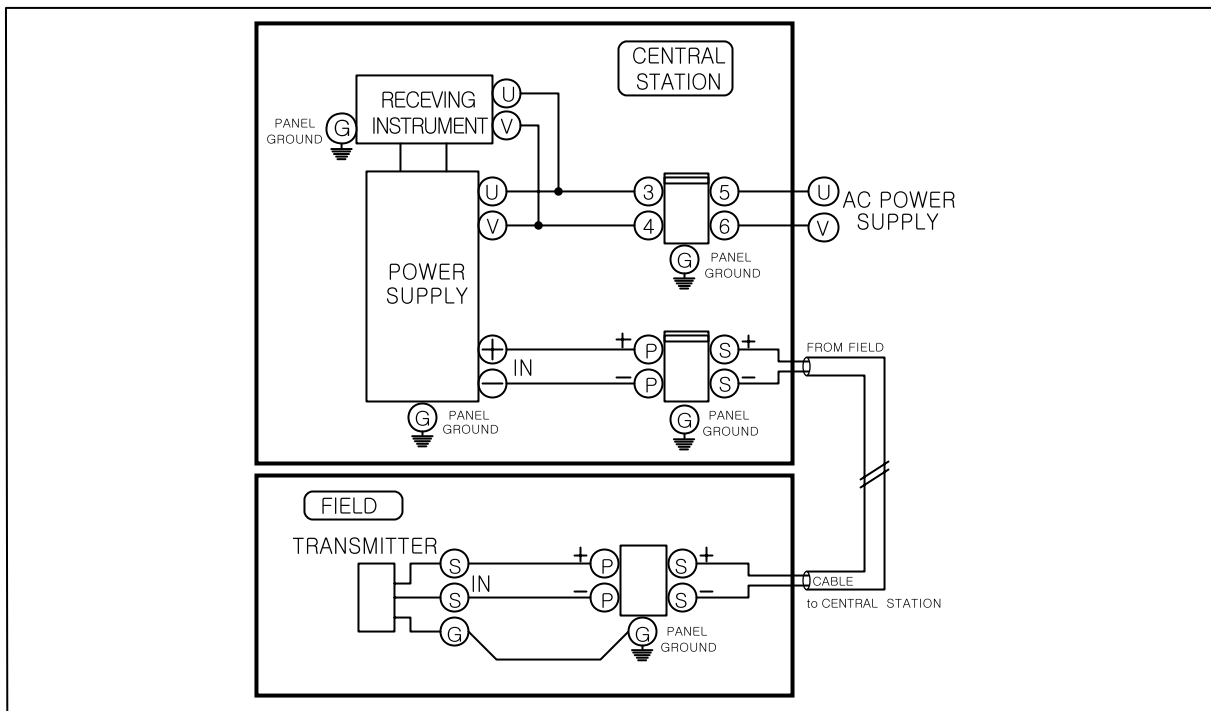 CENTRAL
STATION
RECEVING
INSTRUMENT
U
V
PANEL
GROUND
G
U
V
3
4
5
6
U
V
AC POWER
SUPPLY
G
PANEL
GROUND
POWER
SUPPLY
+
−
IN
+
−
P
P
S
S
+
−
FROM FIELD
G
PANEL
GROUND
G
PANEL
GROUND
FIELD
TRANSMITTER
S
S
G
IN
+
−
P
P
S
S
+
−
CABLE
to CENTRAL STATION
G
PANEL
GROUND